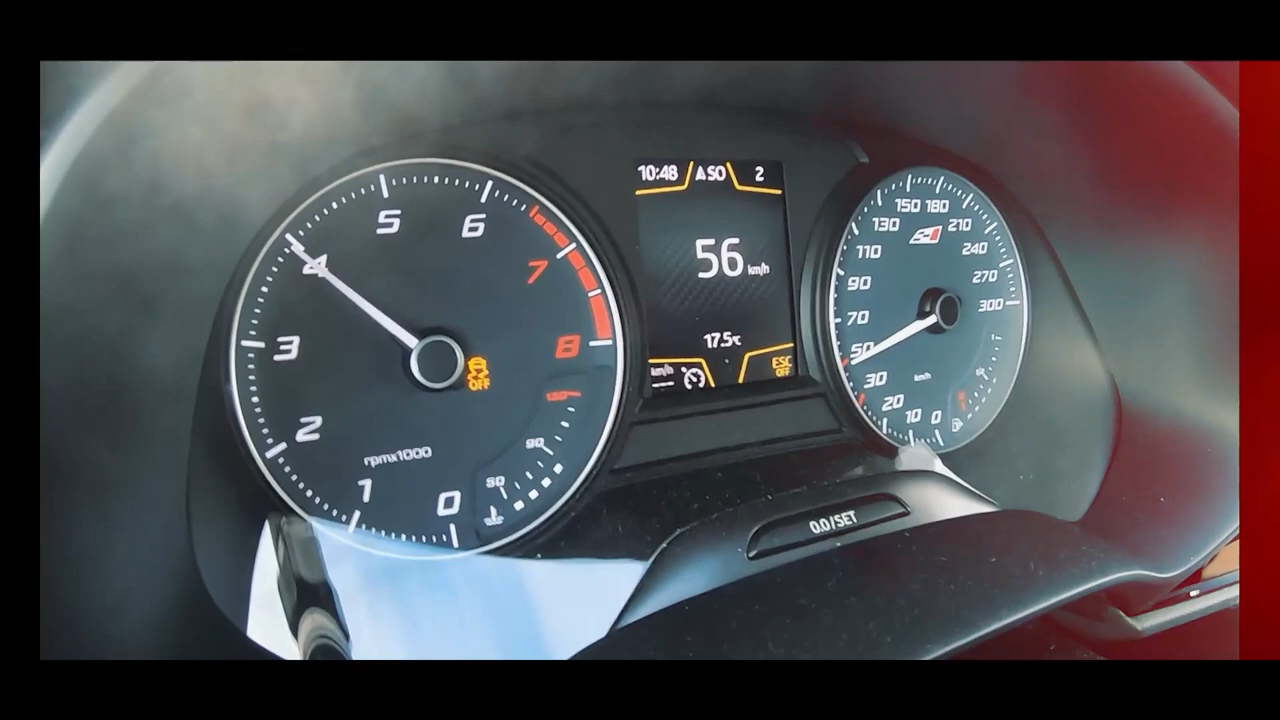 10:48 ASO 2
56 km/h
17.5°C
km/h
ESC
OFF
0
1
2
3
4
5
6
7
8
rpmx1000
OFF
50
90
130
0
10
20
30
50
70
90
110
130
150
180
210
240
270
300
km/h
0.0/SET